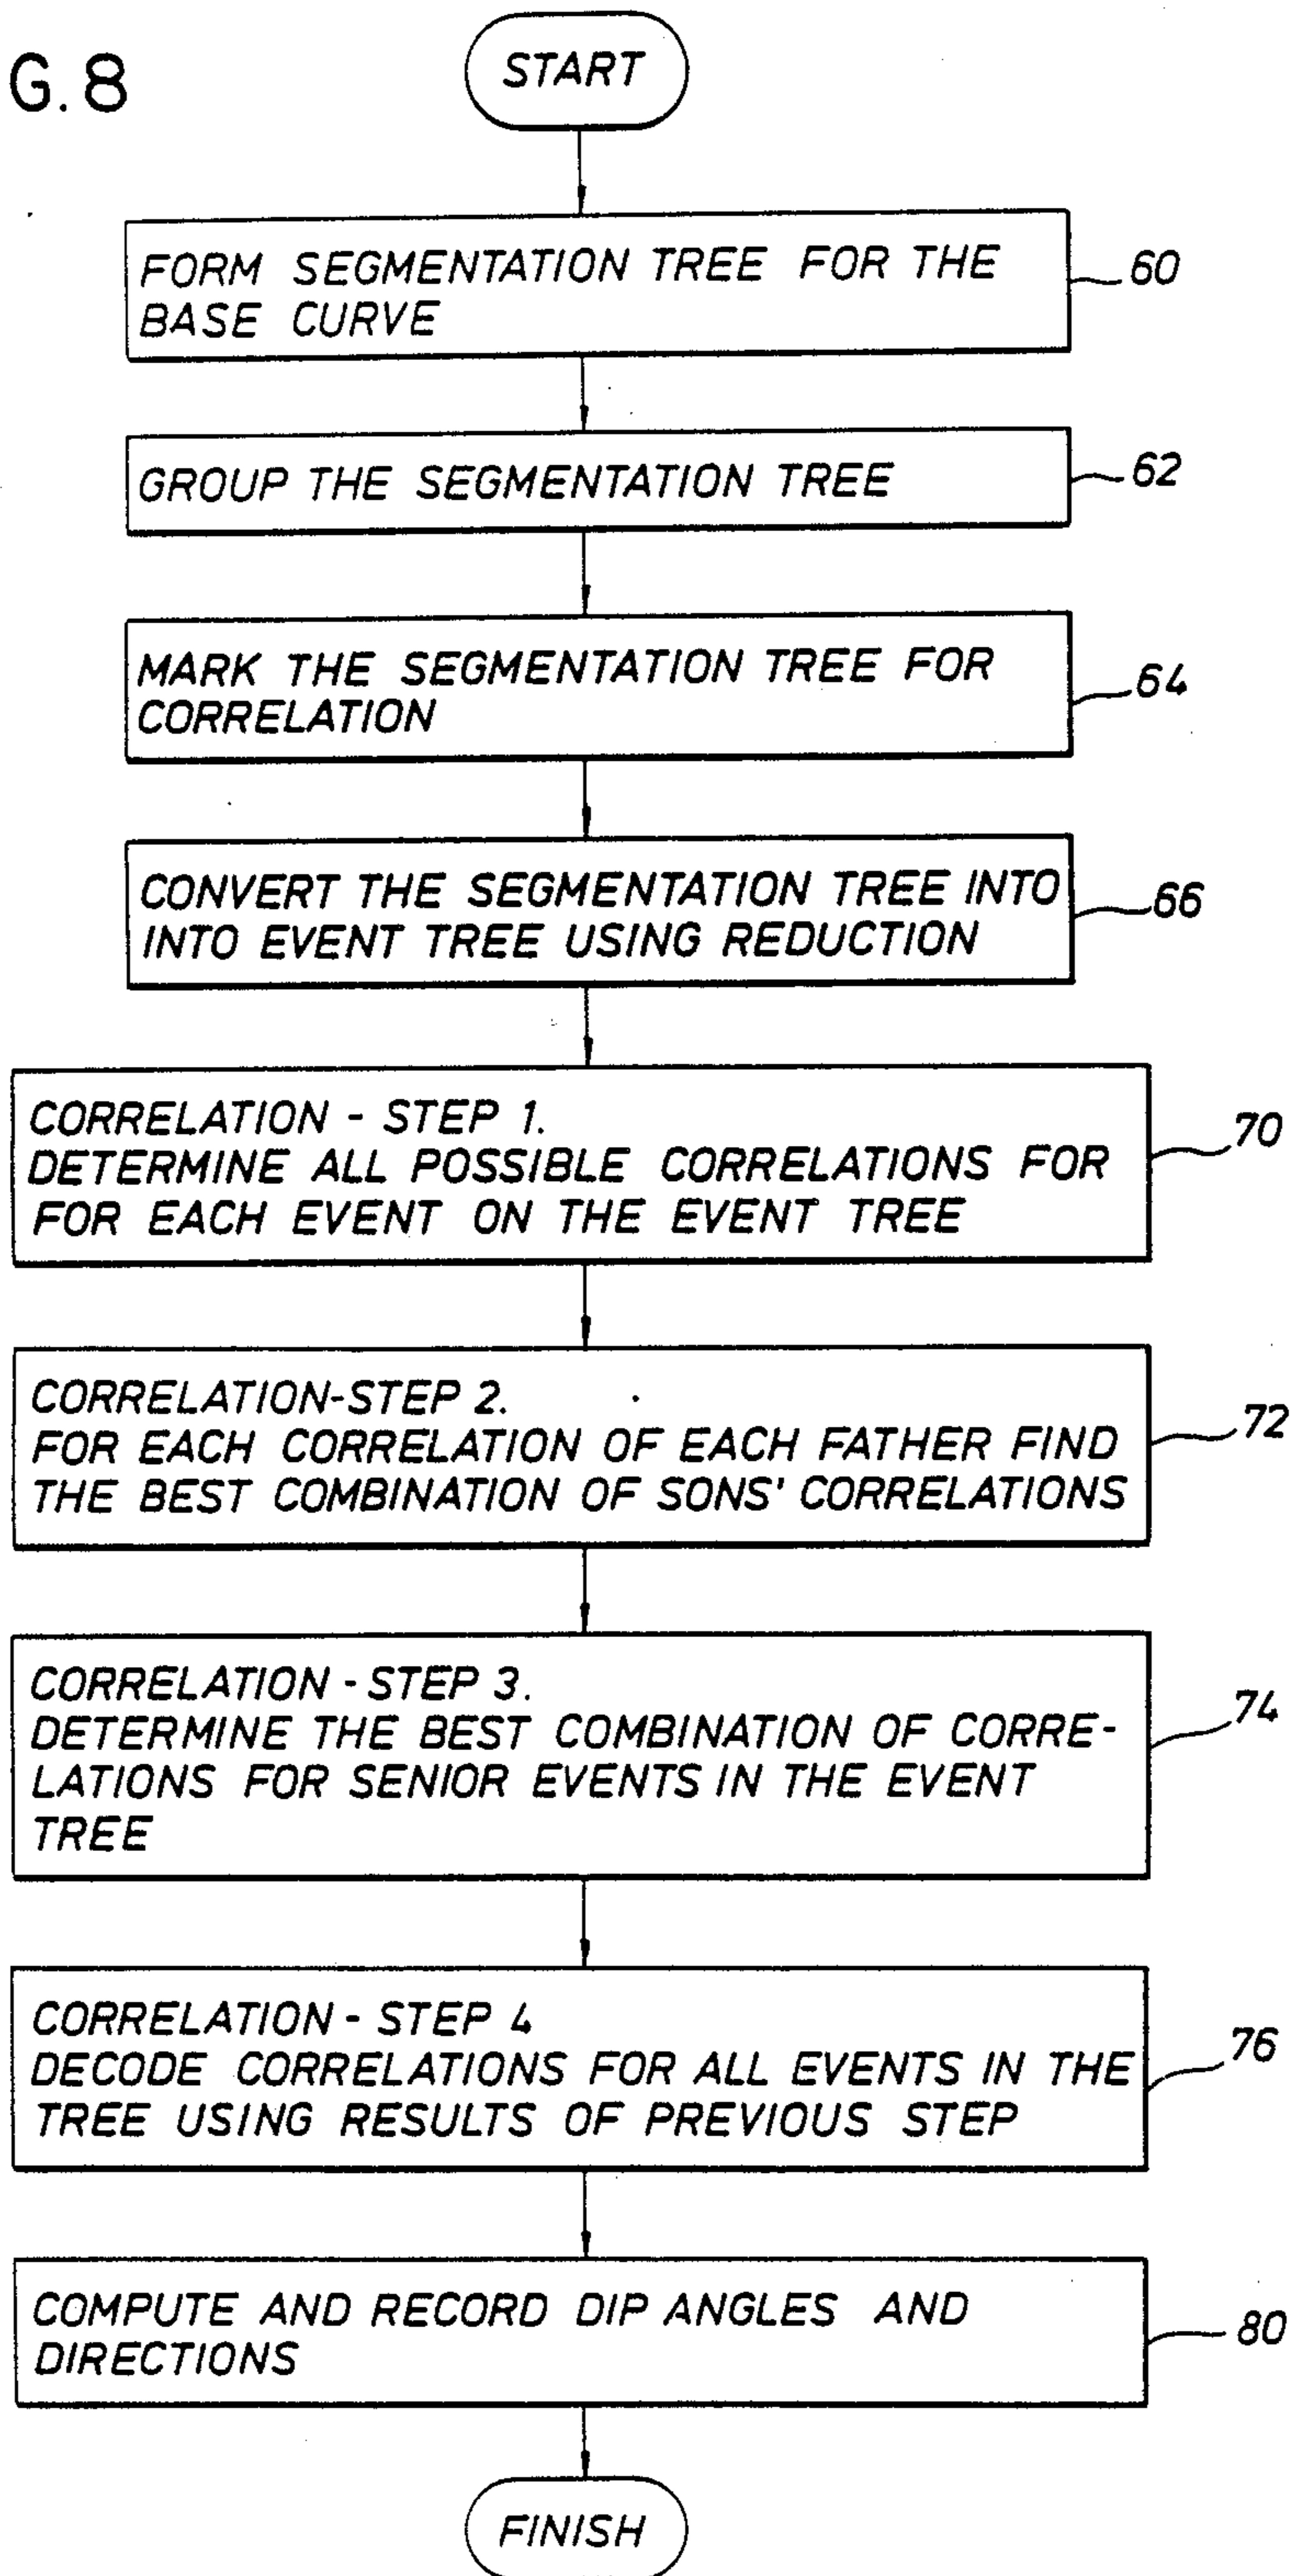 G. 8
START
FORM SEGMENTATION TREE FOR THE
BASE CURVE
60
GROUP THE SEGMENTATION TREE
62
MARK THE SEGMENTATION TREE FOR
CORRELATION
64
CONVERT THE SEGMENTATION TREE INTO
INTO EVENT TREE USING REDUCTION
66
CORRELATION - STEP 1.
DETERMINE ALL POSSIBLE CORRELATIONS FOR
FOR EACH EVENT ON THE EVENT TREE
70
CORRELATION-STEP 2.
FOR EACH CORRELATION OF EACH FATHER FIND
THE BEST COMBINATION OF SONS' CORRELATIONS
72
CORRELATION - STEP 3.
DETERMINE THE BEST COMBINATION OF CORRE-
LATIONS FOR SENIOR EVENTS IN THE EVENT
TREE
74
CORRELATION - STEP 4
DECODE CORRELATIONS FOR ALL EVENTS IN THE
TREE USING RESULTS OF PREVIOUS STEP
76
COMPUTE AND RECORD DIP ANGLES AND
DIRECTIONS
80
FINISH